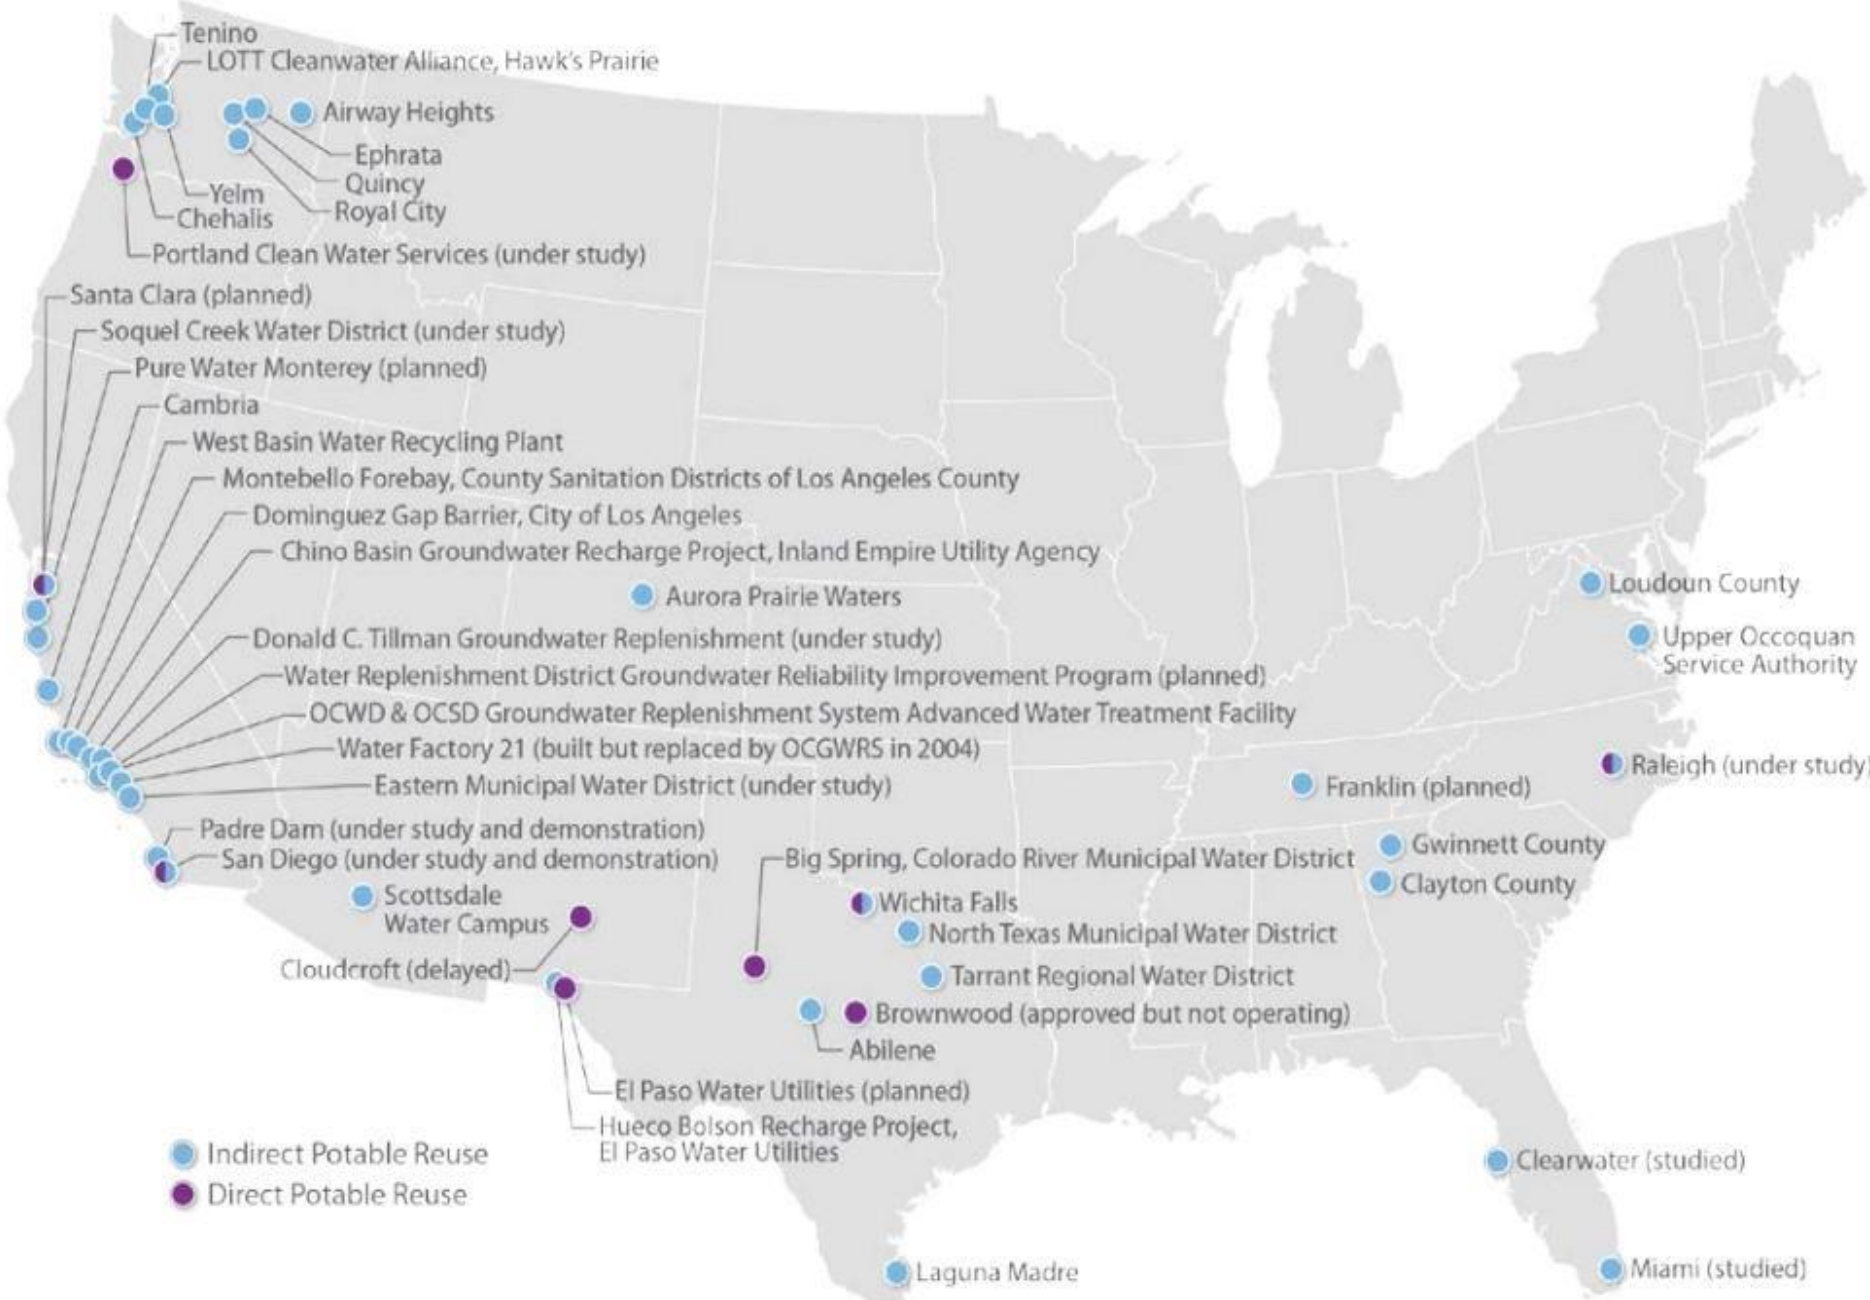 Tenino
LOTT Cleanwater Alliance, Hawk's Prairie
Airway Heights
Ephrata
Quincy
Royal City
Yelm
Chehalis
Portland Clean Water Services (under study)
Santa Clara (planned)
Soquel Creek Water District (under study)
Pure Water Monterey (planned)
Cambria
West Basin Water Recycling Plant
Montebello Forebay, County Sanitation Districts of Los Angeles County
Dominguez Gap Barrier, City of Los Angeles
Chino Basin Groundwater Recharge Project, Inland Empire Utility Agency
Aurora Prairie Waters
Loudoun County
Donald C. Tillman Groundwater Replenishment (under study)
Upper Occoquan
Service Authority
Water Replenishment District Groundwater Reliability Improvement Program (planned)
OCWD & OCSD Groundwater Replenishment System Advanced Water Treatment Facility
Water Factory 21 (built but replaced by OCGWRS in 2004)
Raleigh (under study)
Eastern Municipal Water District (under study)
Franklin (planned)
Padre Dam (under study and demonstration)
San Diego (under study and demonstration)
Big Spring, Colorado River Municipal Water District
Gwinnett County
Clayton County
Scottsdale
Water Campus
Wichita Falls
North Texas Municipal Water District
Cloudcroft (delayed)
Tarrant Regional Water District
Brownwood (approved but not operating)
Abilene
El Paso Water Utilities (planned)
Hueco Bolson Recharge Project,
El Paso Water Utilities
Indirect Potable Reuse
Direct Potable Reuse
Clearwater (studied)
Laguna Madre
Miami (studied)